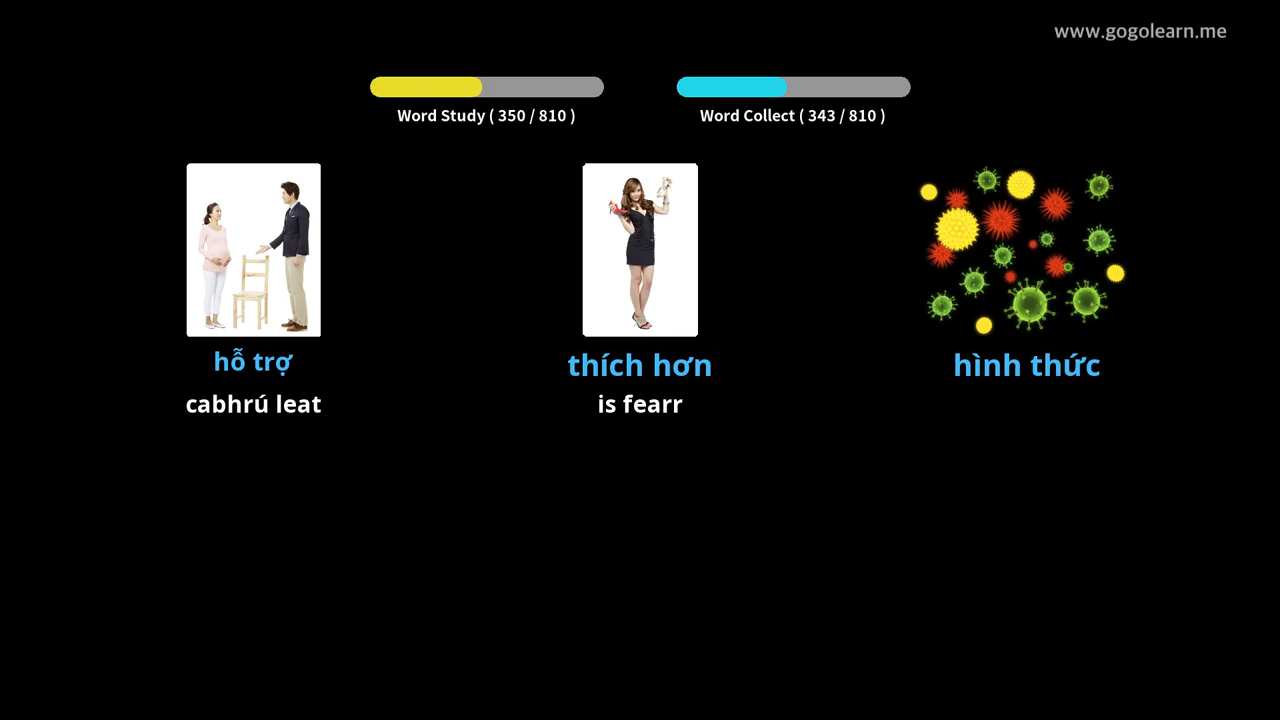 www.gogolearn.me
Word Study ( 350 / 810 )
Word Collect ( 343 / 810 )
hỗ trợ
thích hơn
hình thức
cabhrú leat
is fearr